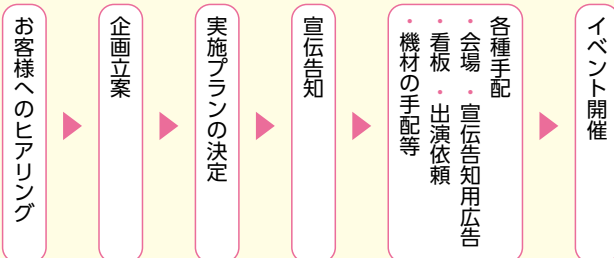 お客様へのヒアリング
企画立案
実施プランの決定
宣伝告知
各種手配
・会場・宣伝告知用広告
・看板・出演依頼
・機材の手配等
イベント開催